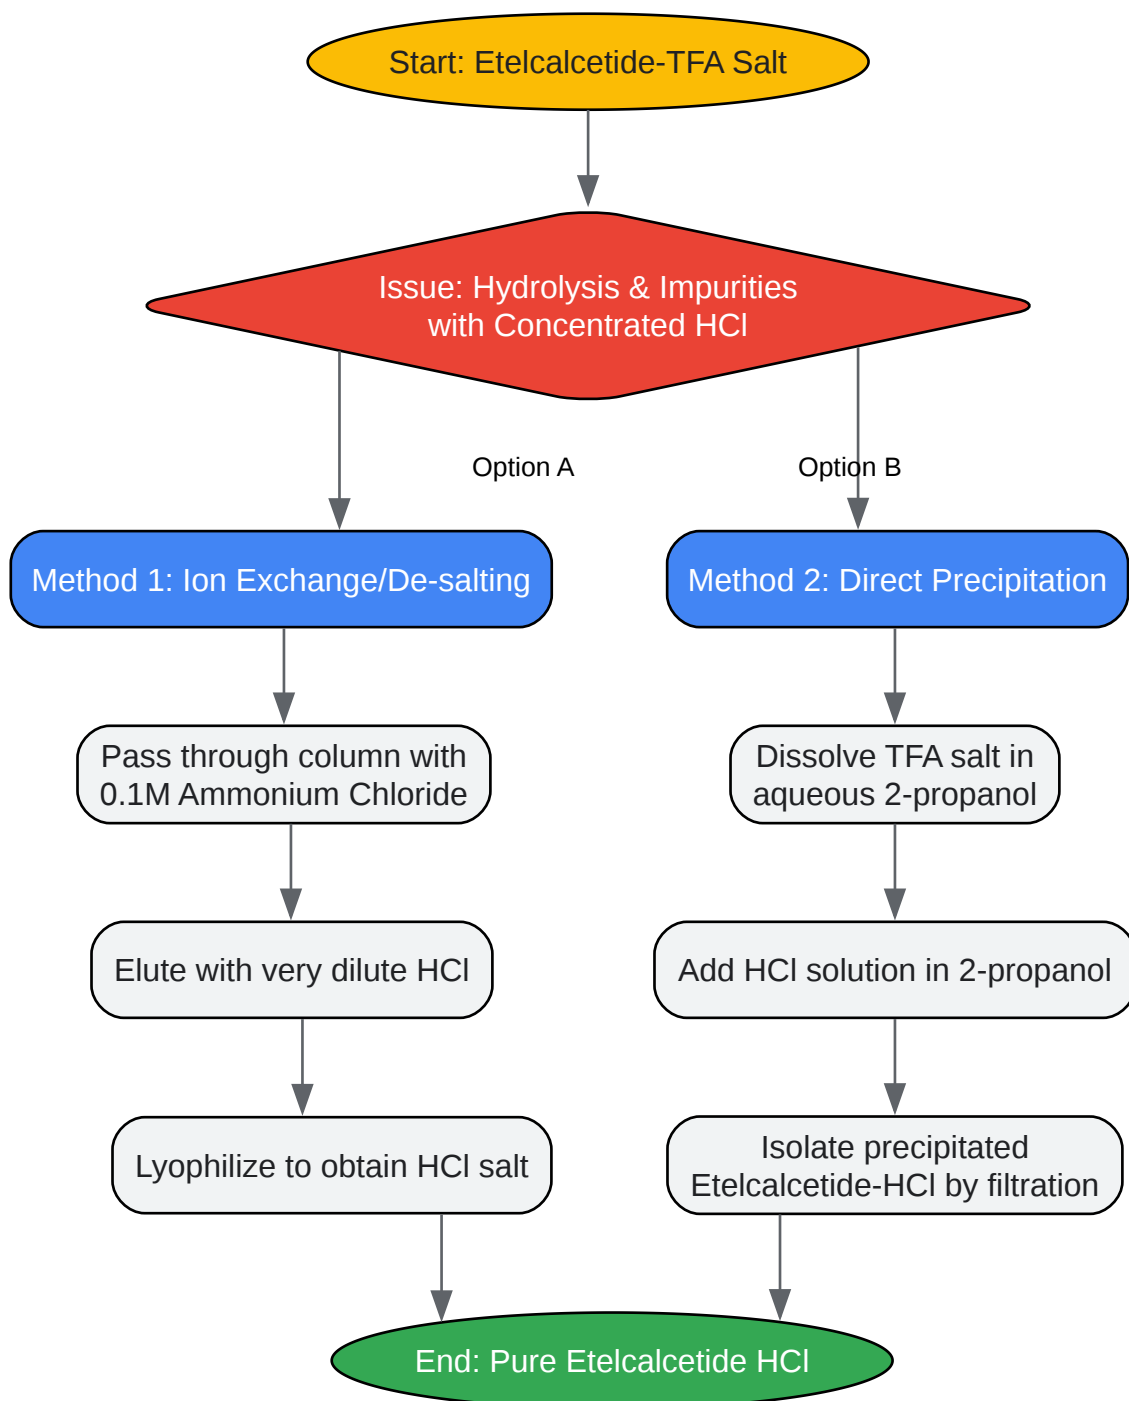 Start: Etelcalcetide-TFA Salt
Issue: Hydrolysis & Impurities
with Concentrated HCl
Option A
Option B
Method 1: Ion Exchange/De-salting
Method 2: Direct Precipitation
Pass through column with
0.1M Ammonium Chloride
Dissolve TFA salt in
aqueous 2-propanol
Elute with very dilute HCl
Add HCl solution in 2-propanol
Lyophilize to obtain HCl salt
Isolate precipitated
Etelcalcetide-HCl by filtration
End: Pure Etelcalcetide HCl